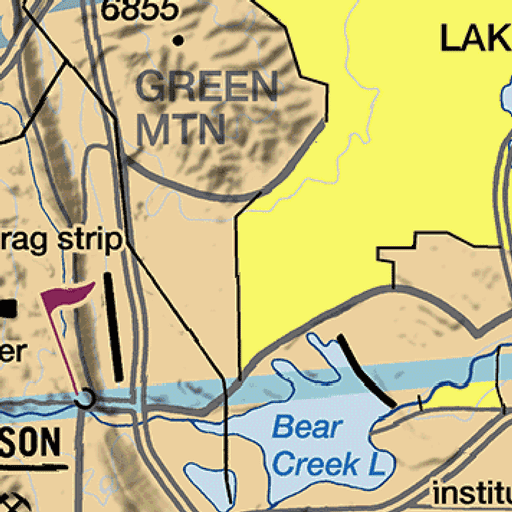 6855
LAK
GREEN
MTN
rag strip
er
SON
Bear
Creek L
institu